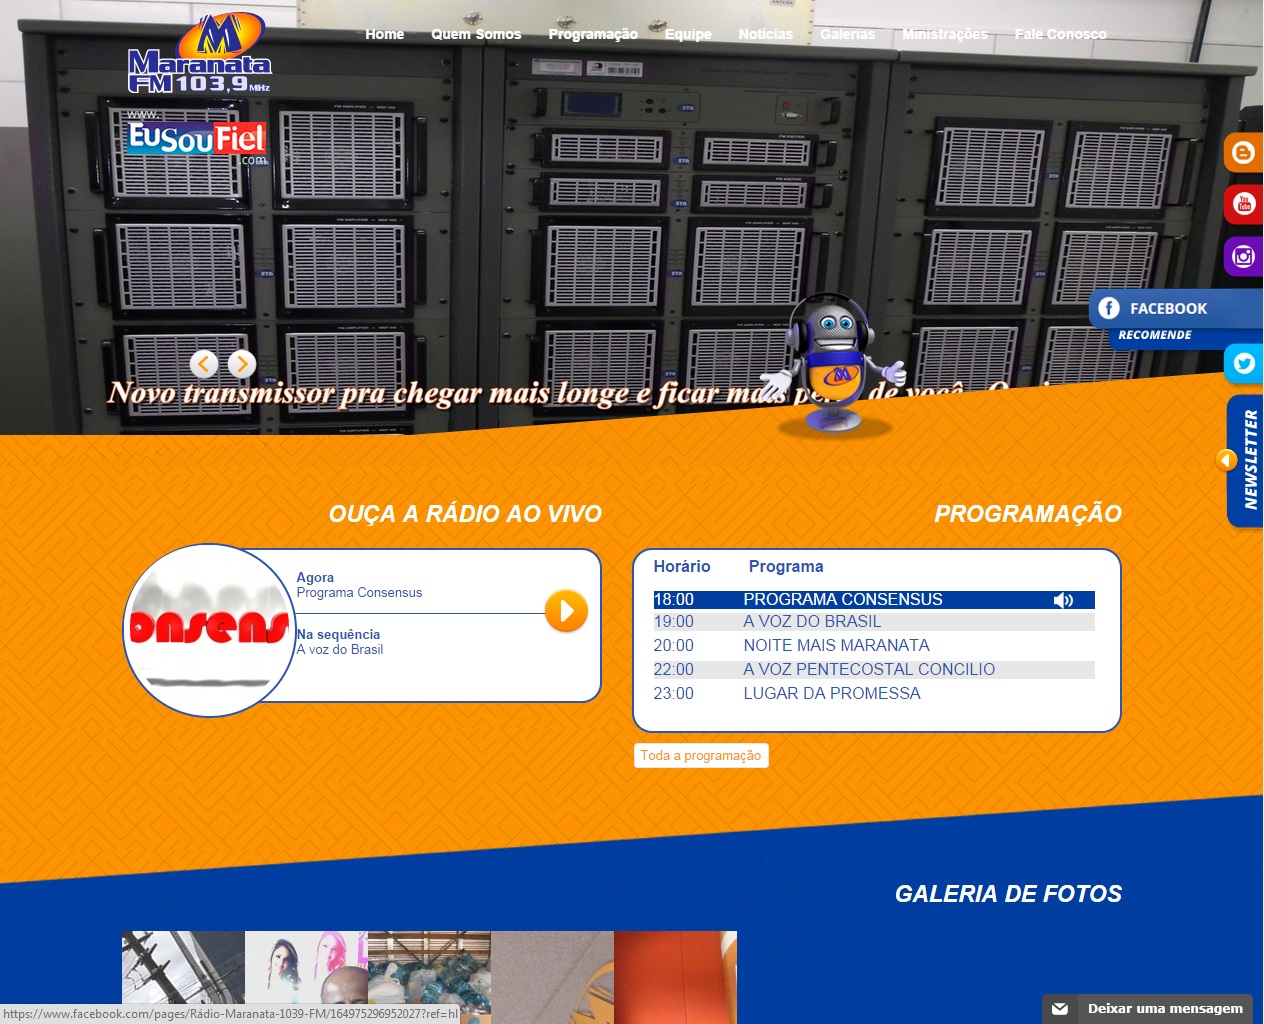 Home Quem Somos Programação Equipe Notícias Galerias Ministrações Fale Conosco
Maranata
FM 103,9 MHz
www.
EuSouFiel
.com
FACEBOOK
RECOMENDE
NEWSLETTER
Novo transmissor pra chegar mais longe e ficar mais
de você
OUÇA A RÁDIO AO VIVO
Agora
Programa Consensus
Na sequência
A voz do Brasil
PROGRAMAÇÃO
Horário Programa
18:00 PROGRAMA CONSENSUS
19:00 A VOZ DO BRASIL
20:00 NOITE MAIS MARANATA
22:00 A VOZ PENTECOSTAL CONCILIO
23:00 LUGAR DA PROMESSA
Toda a programação
GALERIA DE FOTOS
https://www.facebook.com/pages/Rádio-Maranata-1039-FM/164975296952027?ref=hl
Deixar uma mensagem